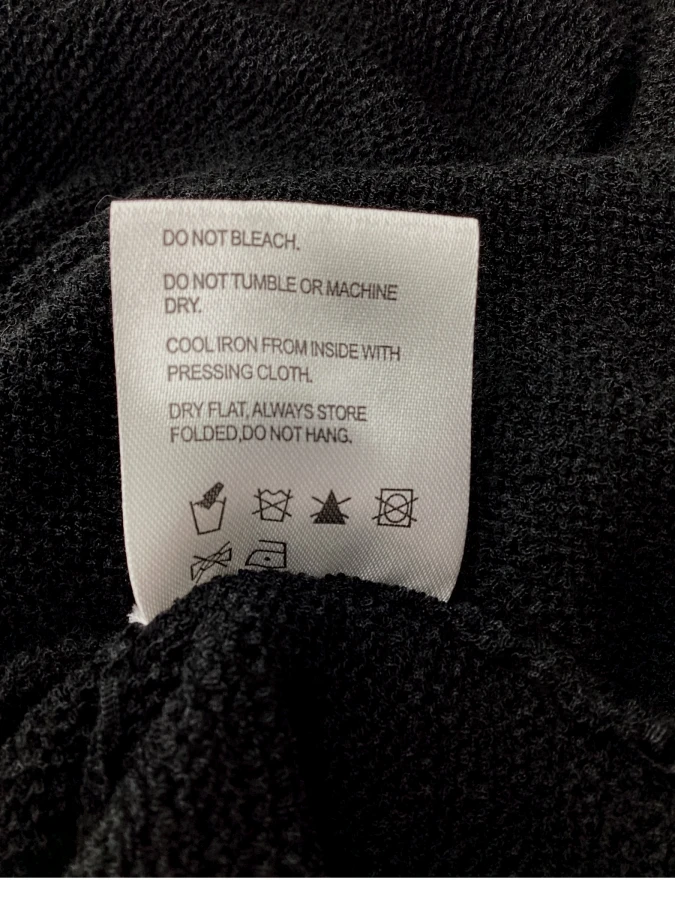 DO NOT BLEACH.
DO NOT TUMBLE OR MACHINE
DRY.
COOL IRON FROM INSIDE WITH
PRESSING CLOTH.
DRY FLAT, ALWAYS STORE
FOLDED,DO NOT HANG.